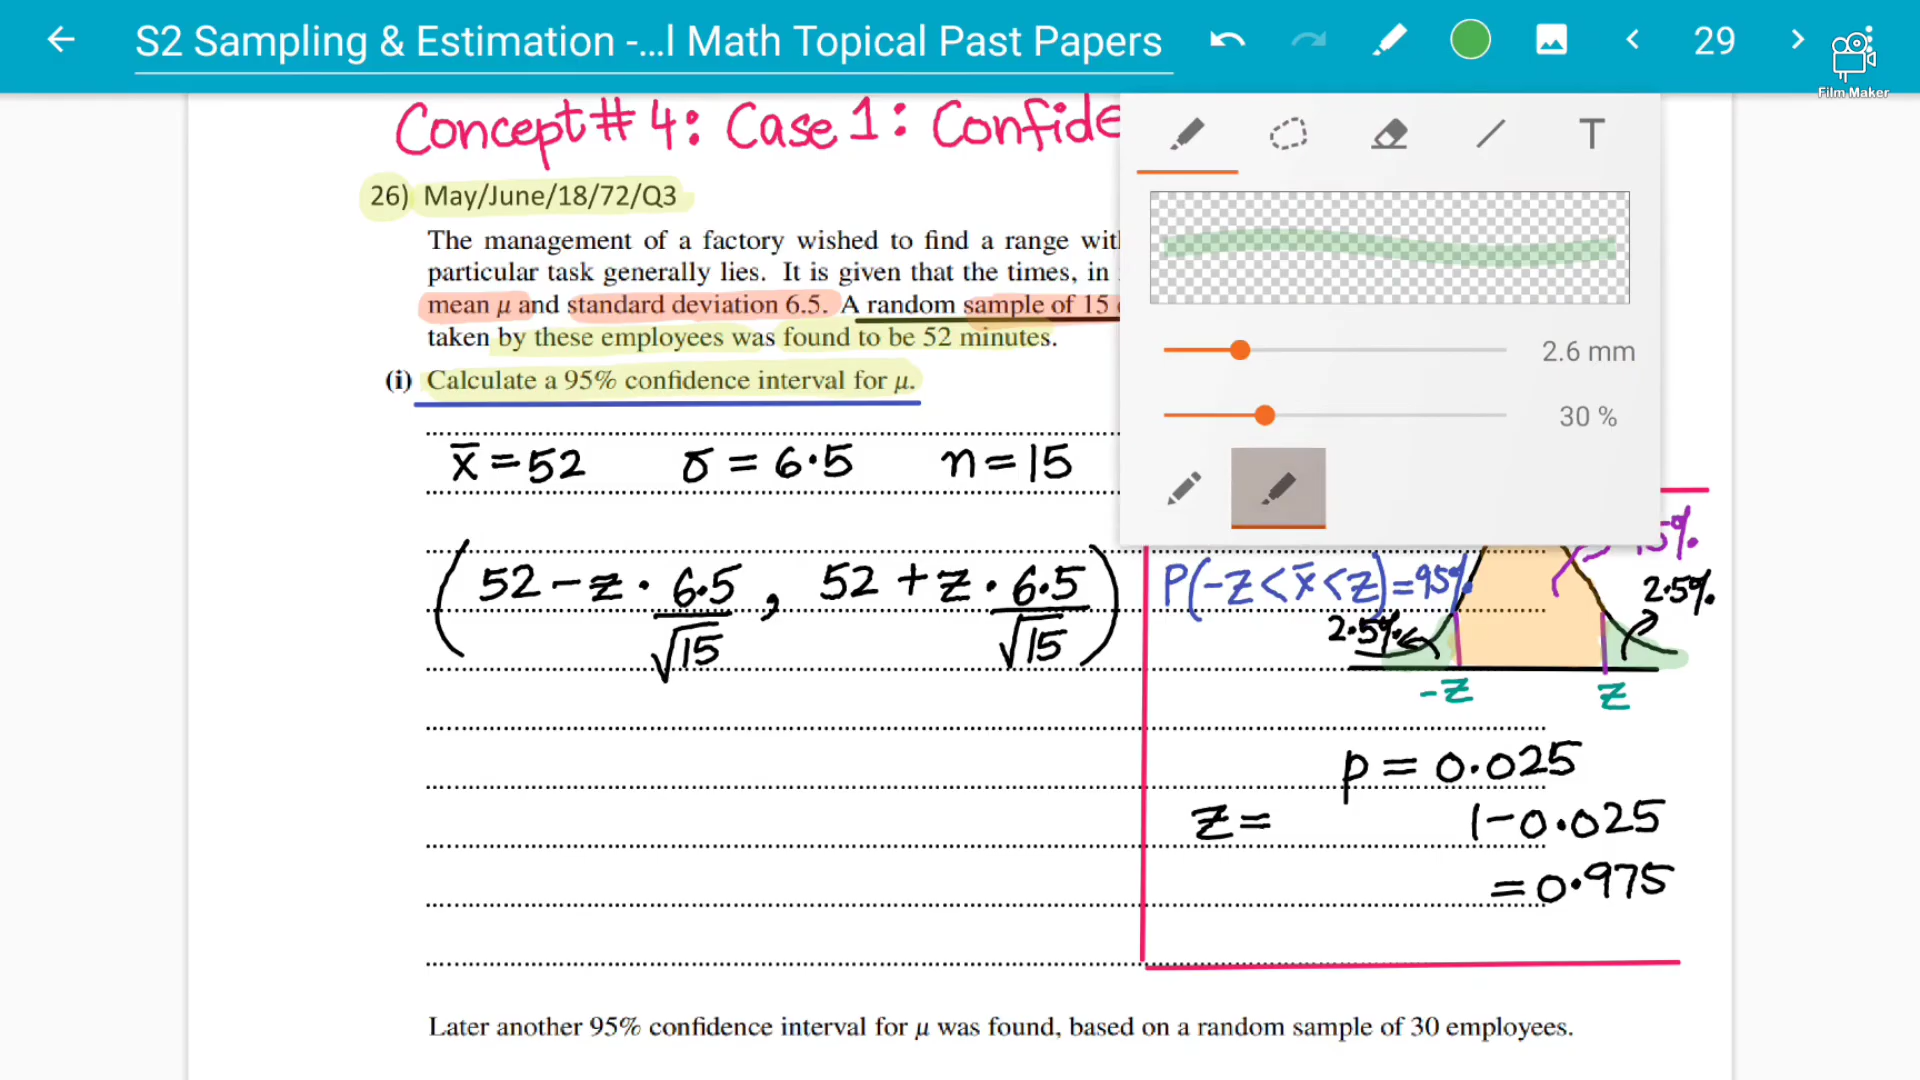 S2 Sampling & Estimation -...l Math Topical Past Papers
29
Film Maker
Concept # 4: Case 1: Confide
26) May/June/18/72/Q3
The management of a factory wished to find a range wit
particular task generally lies. It is given that the times, in
mean μ and standard deviation 6.5. A random sample of 15
taken by these employees was found to be 52 minutes.
(i) Calculate a 95% confidence interval for μ.
T
2.6 mm
30 %
x̄ = 52 σ = 6.5 n = 15
(52 − z · 6.5/√15 , 52 + z · 6.5/√15)
P(−z < x̄ < z) = 95%
5%
2.5%
2.5%
−z z
p = 0.025
z = 1 − 0.025
= 0.975
Later another 95% confidence interval for μ was found, based on a random sample of 30 employees.